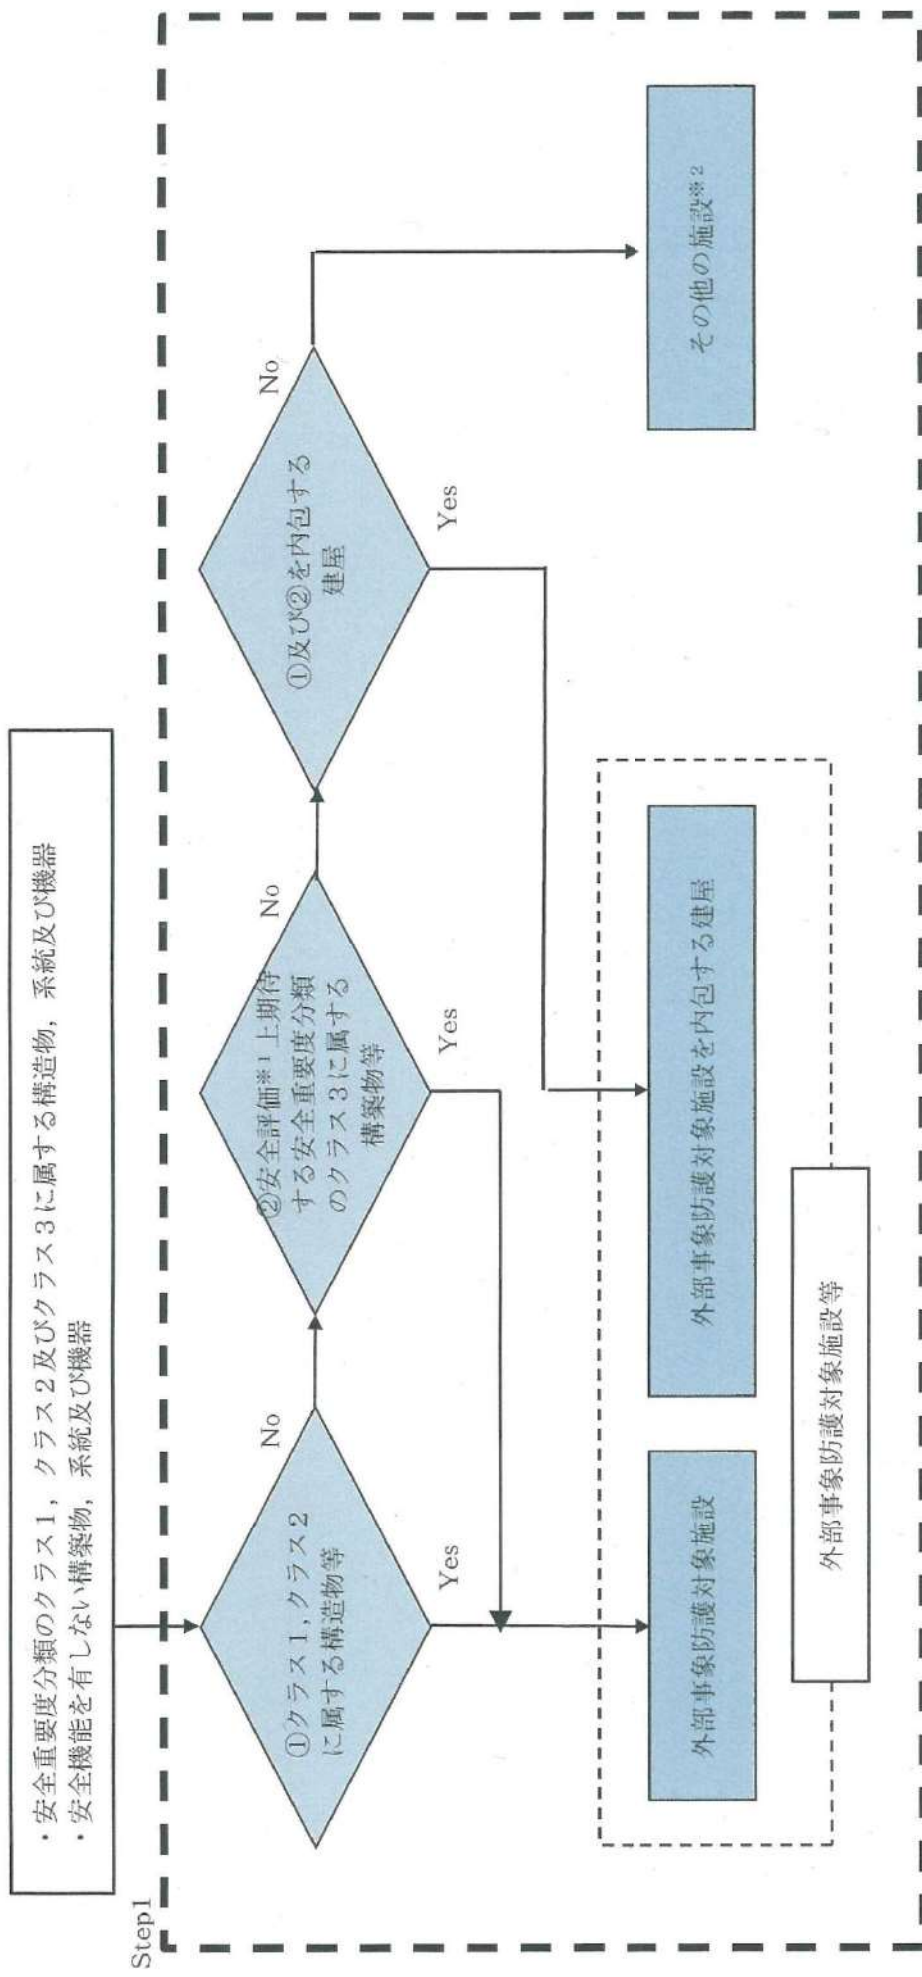 ・安全重要度分類のクラス1，クラス2及びクラス3に属する構造物，系統及び機器
・安全機能を有しない構築物，系統及び機器
Step1
①クラス1，クラス2
に属する構造物等
No
Yes
②安全評価※1上期待
する安全重要度分類
のクラス3に属する
構築物等
No
Yes
①及び②を内包する
建屋
No
Yes
外部事象防護対象施設
外部事象防護対象施設を内包する建屋
その他の施設※2
外部事象防護対象施設等